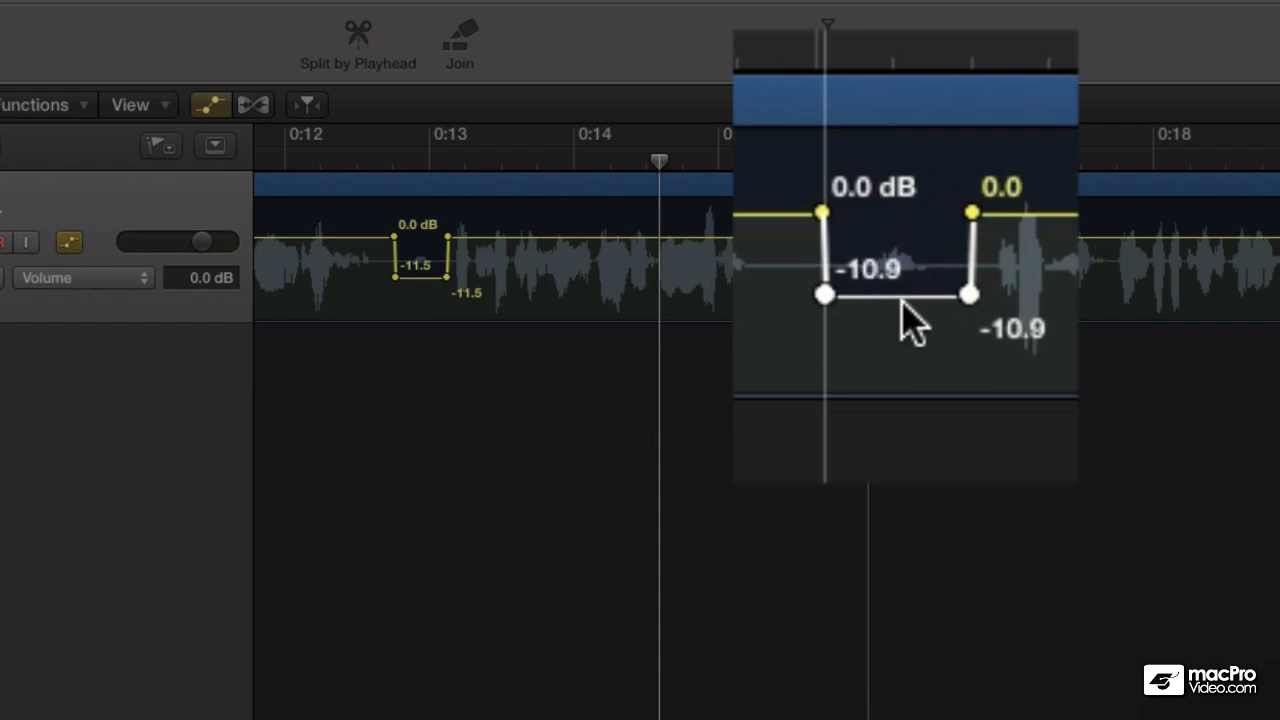 Split by Playhead
Join
unctions
View
0:12
0:13
0:14
0
0:18
0.0 dB
-11.5
-11.5
0.0 dB
0.0
-10.9
-10.9
R
I
Volume
0.0 dB
macPro
Video.com